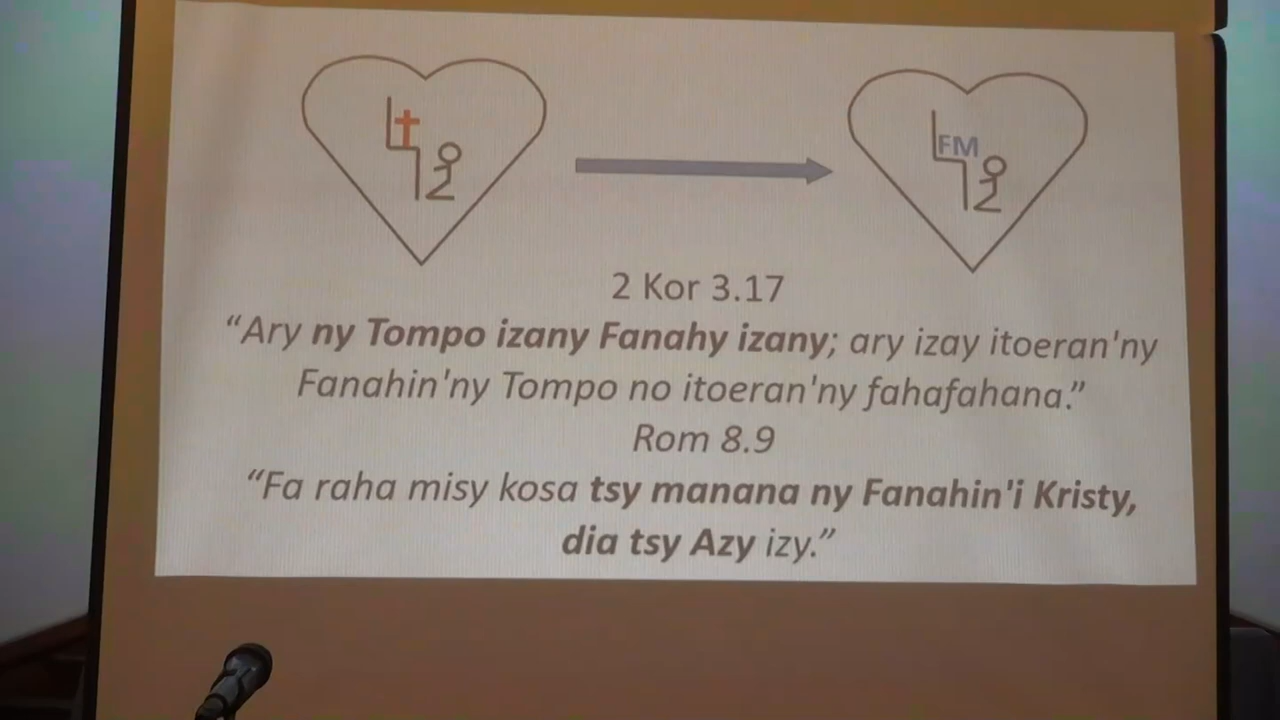 FM
2 Kor 3.17
“Ary ny Tompo izany Fanahy izany; ary izay itoeran'ny
Fanahin'ny Tompo no itoeran'ny fahafahana.”
Rom 8.9
“Fa raha misy kosa tsy manana ny Fanahin'i Kristy,
dia tsy Azy izy.”